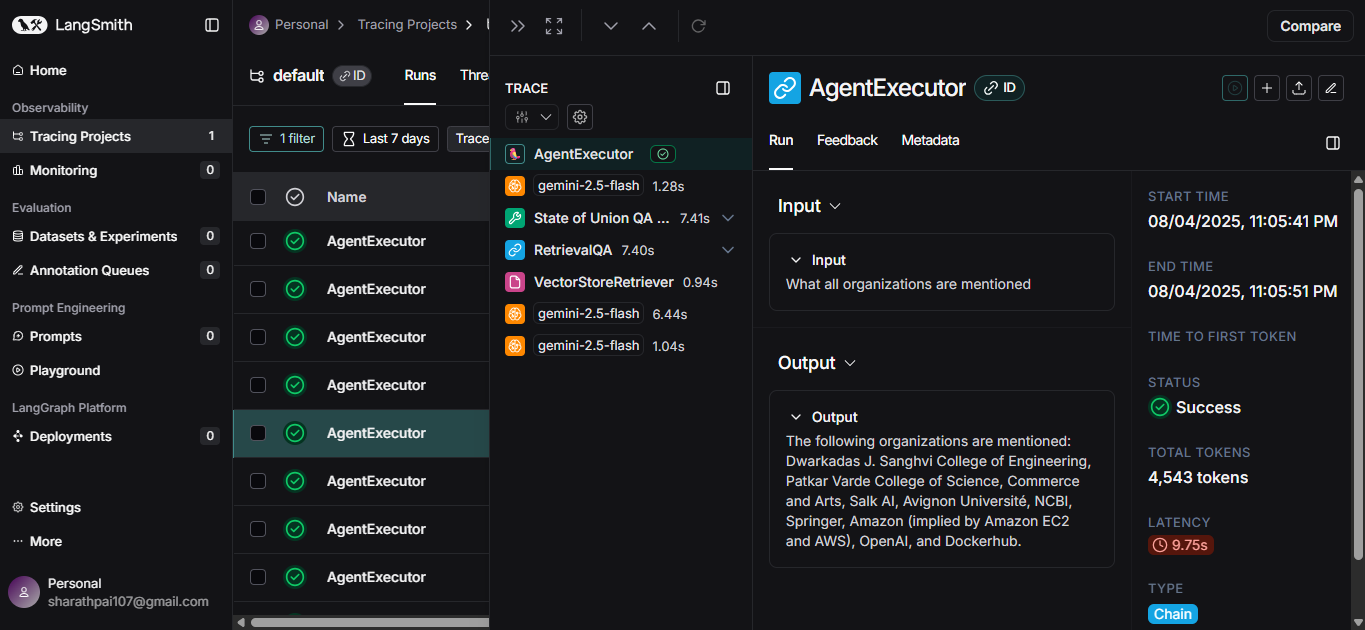 LangSmith
Home
Observability
Tracing Projects 1
Monitoring 0
Evaluation
Datasets & Experiments 0
Annotation Queues 0
Prompt Engineering
Prompts 0
Playground
LangGraph Platform
Deployments 0
Settings
More
Personal
sharathpai107@gmail.com
Personal > Tracing Projects >
default ID Runs Thre
1 filter Last 7 days Trace
Name
AgentExecutor
AgentExecutor
AgentExecutor
AgentExecutor
AgentExecutor
AgentExecutor
AgentExecutor
AgentExecutor
TRACE
AgentExecutor
gemini-2.5-flash 1.28s
State of Union QA ... 7.41s
RetrievalQA 7.40s
VectorStoreRetriever 0.94s
gemini-2.5-flash 6.44s
gemini-2.5-flash 1.04s
Compare
AgentExecutor ID
Run Feedback Metadata
Input
Input
What all organizations are mentioned
Output
Output
The following organizations are mentioned:
Dwarkadas J. Sanghvi College of Engineering,
Patkar Varde College of Science, Commerce
and Arts, Salk AI, Avignon Université, NCBI,
Springer, Amazon (implied by Amazon EC2
and AWS), OpenAI, and Dockerhub.
START TIME
08/04/2025, 11:05:41 PM
END TIME
08/04/2025, 11:05:51 PM
TIME TO FIRST TOKEN
STATUS
Success
TOTAL TOKENS
4,543 tokens
LATENCY
9.75s
TYPE
Chain